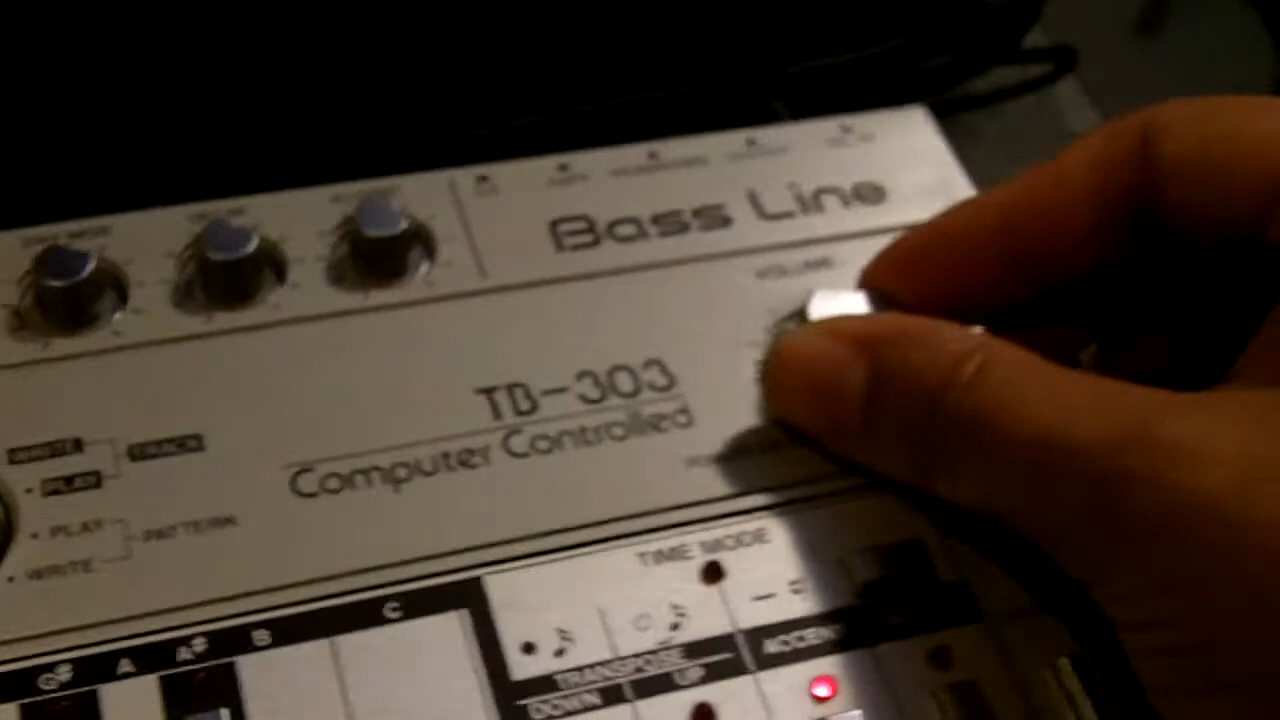 Bass Line
VOLUME
TB-303
Computer Controlled
WRITE
PLAY
TRACK
PLAY
WRITE
PATTERN
TIME MODE
C
B
A#
A
G#
TRANSPOSE
DOWN
UP
ACCENT